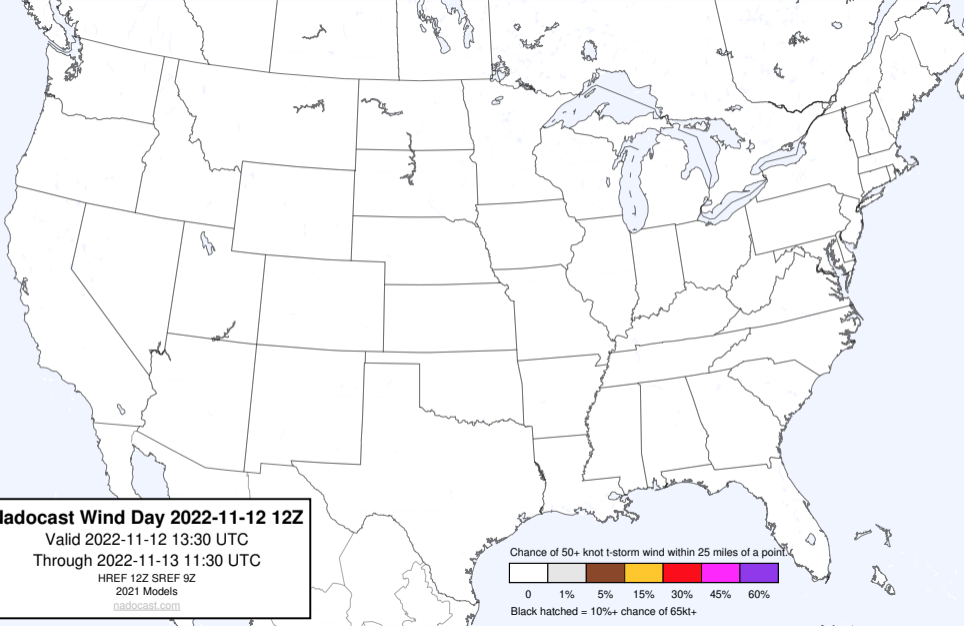 Nadocast Wind Day 2022-11-12 12Z
Valid 2022-11-12 13:30 UTC
Through 2022-11-13 11:30 UTC
HREF 12Z SREF 9Z
2021 Models
nadocast.com
Chance of 50+ knot t-storm wind within 25 miles of a point.
0 1% 5% 15% 30% 45% 60%
Black hatched = 10%+ chance of 65kt+